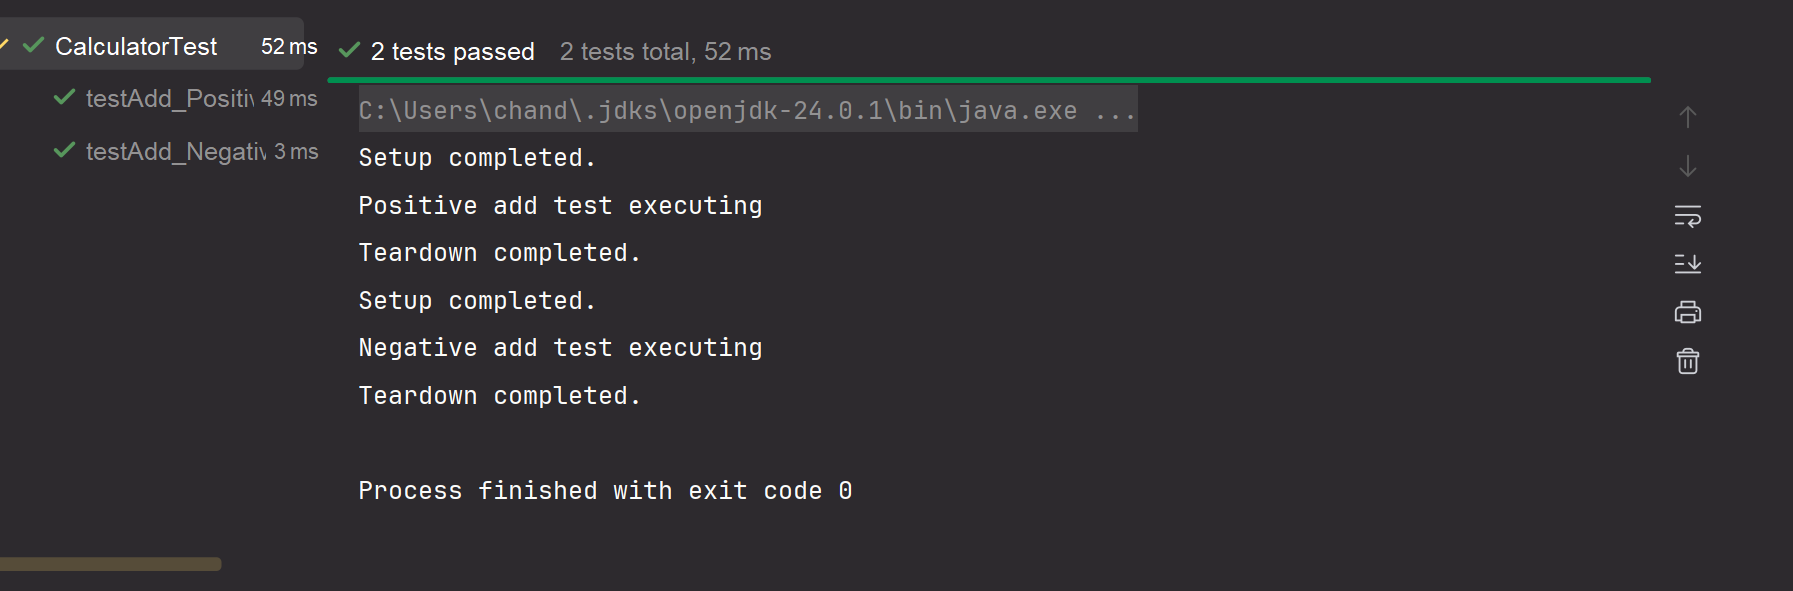 CalculatorTest 52 ms
testAdd_Positiv 49 ms
testAdd_Negativ 3 ms
2 tests passed 2 tests total, 52 ms
C:\Users\chand\.jdks\openjdk-24.0.1\bin\java.exe ...
Setup completed.
Positive add test executing
Teardown completed.
Setup completed.
Negative add test executing
Teardown completed.
Process finished with exit code 0